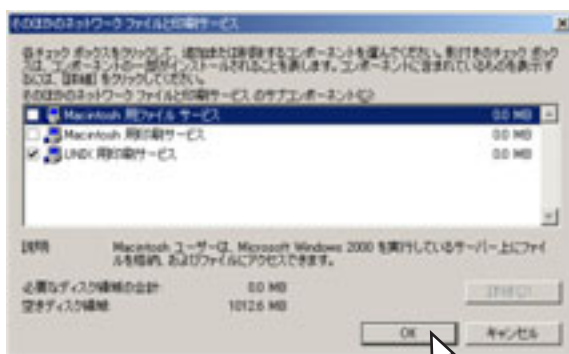 そのほかのネットワーク ファイルと印刷サービス
各チェック ボックスをクリックして、追加または削除するコンポーネントを選んでください。影付きのチェック ボック
スは、コンポーネントの一部がインストールされることを表します。コンポーネントに含まれているものを表示す
るには、[詳細] をクリックしてください。
そのほかのネットワーク ファイルと印刷サービス のサブコンポーネント(C):
Macintosh 用ファイル サービス 0.0 MB
Macintosh 用印刷サービス 0.0 MB
UNIX 用印刷サービス 0.0 MB
説明: Macintosh ユーザーは、Microsoft Windows 2000 を実行しているサーバー上にファイ
ルを格納、およびファイルにアクセスできます。
必要なディスク領域の合計: 0.0 MB
空きディスク領域: 1012.6 MB
詳細(D)...
OK キャンセル